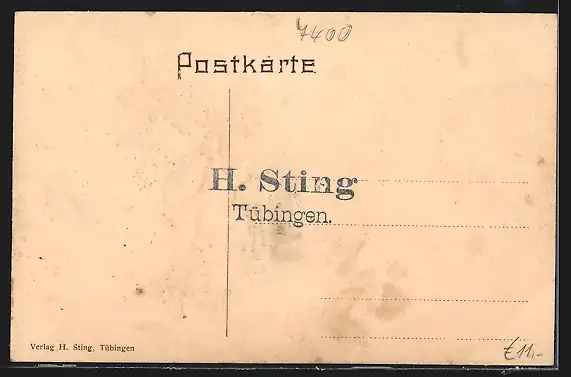 7400
Postkarte
H. Sting
Tübingen.
Verlag H. Sting, Tübingen
£ 11,-